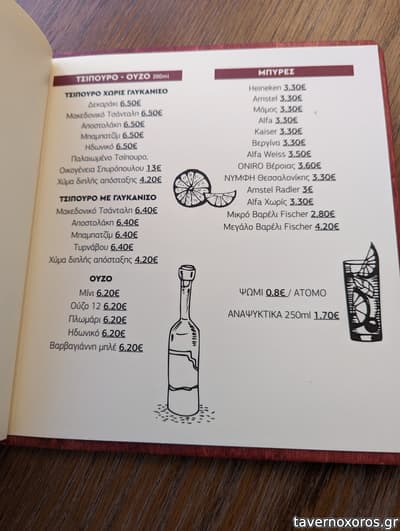 ΤΣΙΠΟΥΡΟ - ΟΥΖΟ 200ml
ΤΣΙΠΟΥΡΟ ΧΩΡΙΣ ΓΛΥΚΑΝΙΣΟ
Δεκαράκι 6.50€
Μακεδονικό Τσάνταλη 6.50€
Αποστολάκη 6.50€
Μπαμπατζίμ 6.50€
Ηδωνικό 6.50€
Παλαιωμένο Τσίπουρο,
Οικογένεια Σπυρόπουλου 13€
Χύμα διπλής απόσταξης 4.20€
ΤΣΙΠΟΥΡΟ ΜΕ ΓΛΥΚΑΝΙΣΟ
Μακεδονικό Τσάνταλη 6.40€
Αποστολάκη 6.40€
Μπαμπατζίμ 6.40€
Τυρνάβου 6.40€
Χύμα διπλής απόσταξης 4.20€
ΟΥΖΟ
Μίνι 6.20€
Ούζο 12 6.20€
Πλωμάρι 6.20€
Ηδωνικό 6.20€
Βαρβαγιάννη μπλέ 6.20€
ΜΠΥΡΕΣ
Heineken 3.30€
Amstel 3.30€
Μάμος 3.30€
Alfa 3.30€
Kaiser 3.30€
Βεργίνα 3.30€
Alfa Weiss 3.50€
ONIRO Βέροιας 3.60€
ΝΥΜΦΗ Θεσσαλονίκης 3.30€
Amstel Radler 3€
Alfa Χωρίς 3.30€
Μικρό Βαρέλι Fischer 2.80€
Μεγάλο Βαρέλι Fischer 4.20€
ΨΩΜΙ 0.8€ / ΑΤΟΜΟ
ΑΝΑΨΥΚΤΙΚΑ 250ml 1.70€
tavernoxoros.gr